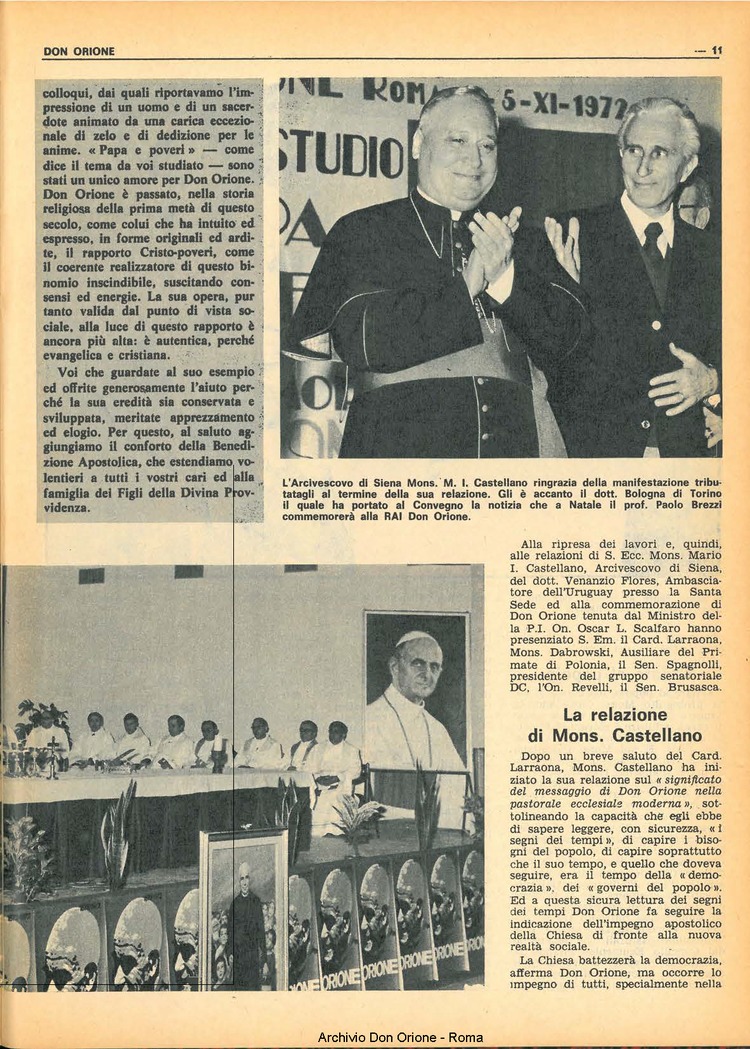 DON ORIONE
— 11
colloqui, dai quali riportavamo l'im-
pressione di un uomo e di un sacer-
dote animato da una carica eccezio-
nale di zelo e di dedizione per le
anime. « Papa e poveri » — come
dice il tema da voi studiato — sono
stati un unico amore per Don Orione.
Don Orione è passato, nella storia
religiosa della prima metà di questo
secolo, come colui che ha intuito ed
espresso, in forme originali ed ardi-
te, il rapporto Cristo-poveri, come
il coerente realizzatore di questo bi-
nomio inscindibile, suscitando con-
sensi ed energie. La sua opera, pur
tanto valida dal punto di vista so-
ciale, alla luce di questo rapporto è
ancora più alta: è autentica, perché
evangelica e cristiana.
Voi che guardate al suo esempio
ed offrite generosamente l'aiuto per-
ché la sua eredità sia conservata e
sviluppata, meritate apprezzamento
ed elogio. Per questo, al saluto ag-
giungiamo il conforto della Benedi-
zione Apostolica, che estendiamo vo-
lentieri a tutti i vostri cari ed alla
famiglia dei Figli della Divina Prov-
videnza.
NE ROMA 5-XI-1972
STUDIO
PA
L'Arcivescovo di Siena Mons. M. I. Castellano ringrazia della manifestazione tribu-
tatagli al termine della sua relazione. Gli è accanto il dott. Bologna di Torino
il quale ha portato al Convegno la notizia che a Natale il prof. Paolo Brezzi
commemorerà alla RAI Don Orione.
Alla ripresa dei lavori e, quindi,
alle relazioni di S. Ecc. Mons. Mario
I. Castellano, Arcivescovo di Siena,
del dott. Venanzio Flores, Ambascia-
tore dell'Uruguay presso la Santa
Sede ed alla commemorazione di
Don Orione tenuta dal Ministro del-
la P.I. On. Oscar L. Scalfaro hanno
presenziato S. Em. il Card. Larraona,
Mons. Dabrowski, Ausiliare del Pri-
mate di Polonia, il Sen. Spagnolli,
presidente del gruppo senatoriale
DC, l'On. Revelli, il Sen. Brusasca.
La relazione
di Mons. Castellano
Dopo un breve saluto del Card.
Larraona, Mons. Castellano ha ini-
ziato la sua relazione sul « significato
del messaggio di Don Orione nella
pastorale ecclesiale moderna », sot-
tolineando la capacità che egli ebbe
di sapere leggere, con sicurezza, « i
segni dei tempi », di capire i biso-
gni del popolo, di capire soprattutto
che il suo tempo, e quello che doveva
seguire, era il tempo della « demo-
crazia », dei « governi del popolo ».
Ed a questa sicura lettura dei segni
dei tempi Don Orione fa seguire la
indicazione dell'impegno apostolico
della Chiesa di fronte alla nuova
realtà sociale.
La Chiesa battezzerà la democrazia,
afferma Don Orione, ma occorre lo
impegno di tutti, specialmente nella
ORIONE ORIONE ORIONE ORIONE
Archivio Don Orione - Roma